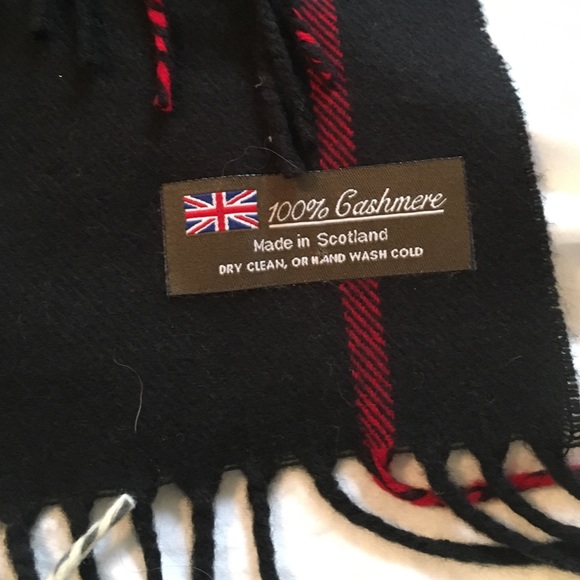 100% Cashmere
Made in Scotland
DRY CLEAN, OR HAND WASH COLD